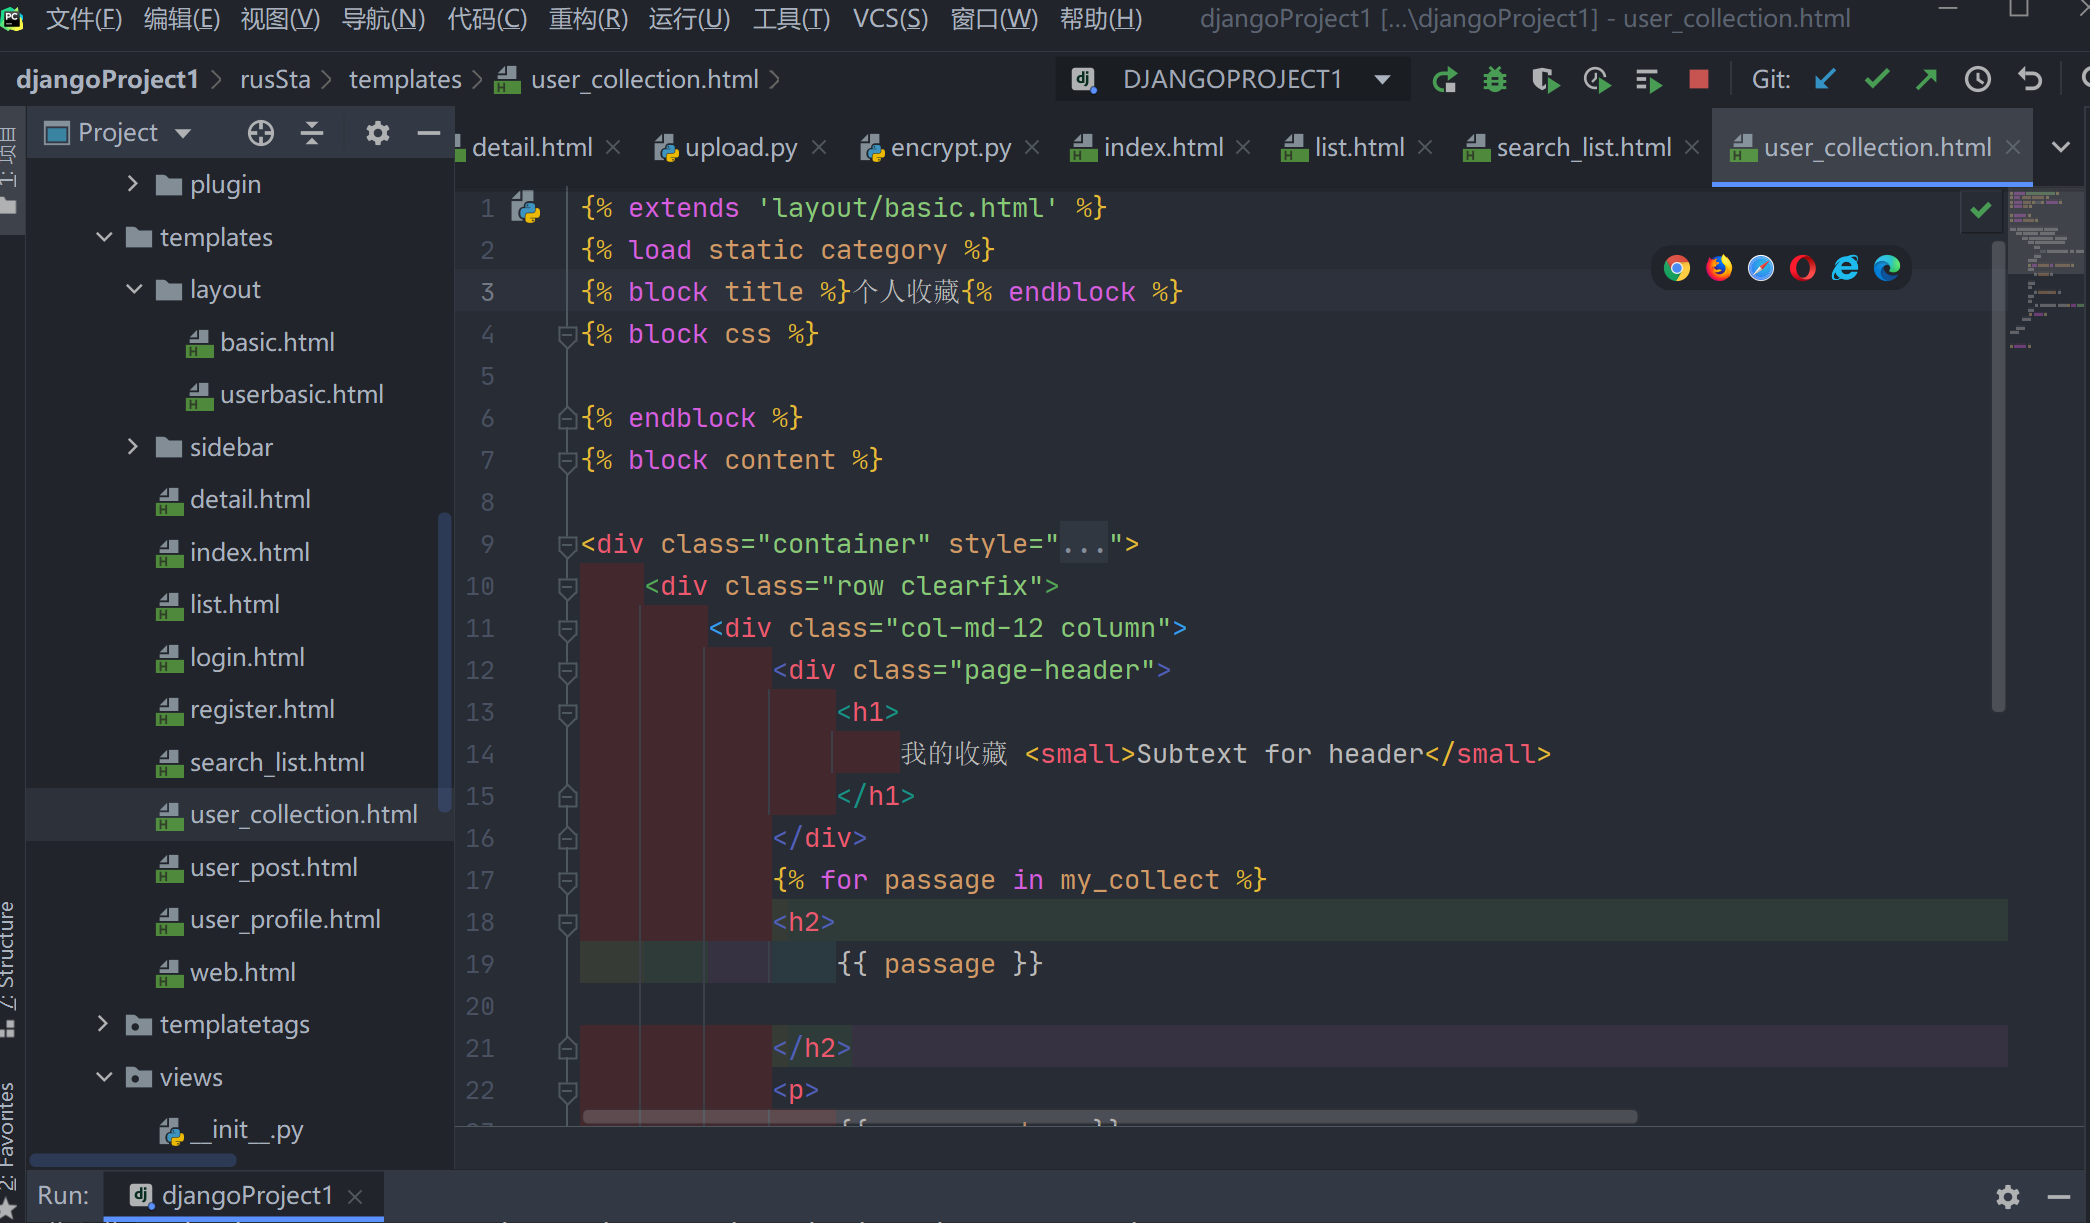 文件(F) 编辑(E) 视图(V) 导航(N) 代码(C) 重构(R) 运行(U) 工具(T) VCS(S) 窗口(W) 帮助(H) djangoProject1 [...\djangoProject1] - user_collection.html
djangoProject1 rusSta templates user_collection.html DJANGOPROJECT1 Git:
Project
detail.html upload.py encrypt.py index.html list.html search_list.html user_collection.html
1: 项目
plugin
templates
layout
basic.html
userbasic.html
sidebar
detail.html
index.html
list.html
login.html
register.html
search_list.html
user_collection.html
user_post.html
user_profile.html
web.html
templatetags
views
__init__.py
7: Structure
2: Favorites
1 {% extends 'layout/basic.html' %}
2 {% load static category %}
3 {% block title %}个人收藏{% endblock %}
4 {% block css %}
5
6 {% endblock %}
7 {% block content %}
8
9 <div class="container" style="...">
10 <div class="row clearfix">
11 <div class="col-md-12 column">
12 <div class="page-header">
13 <h1>
14 我的收藏 <small>Subtext for header</small>
15 </h1>
16 </div>
17 {% for passage in my_collect %}
18 <h2>
19 {{ passage }}
20
21 </h2>
22 <p>
Run: djangoProject1